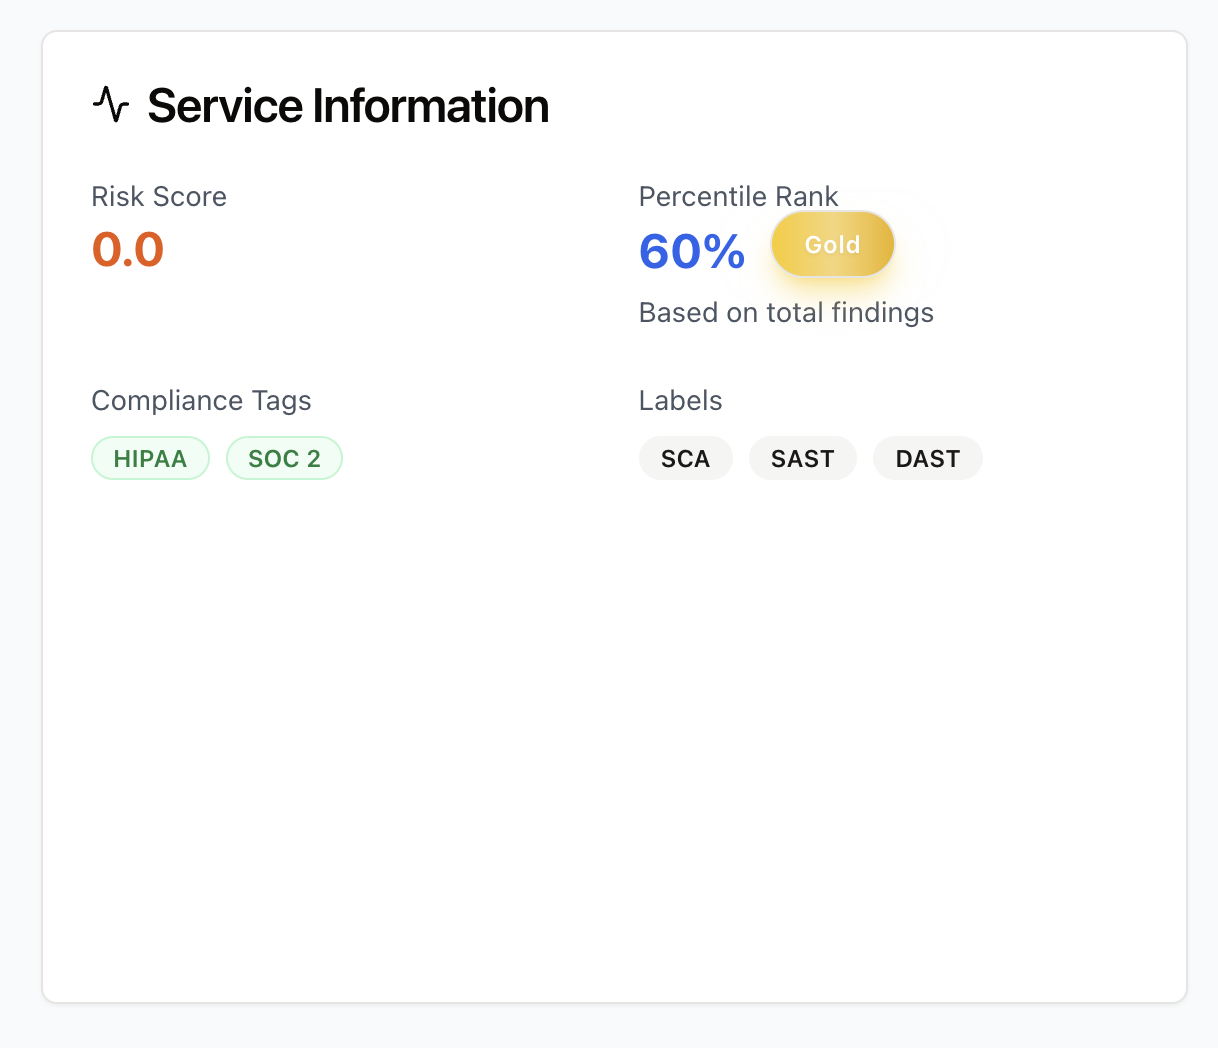 Service Information
Risk Score
0.0
Percentile Rank
60% Gold
Based on total findings
Compliance Tags
HIPAA SOC 2
Labels
SCA SAST DAST